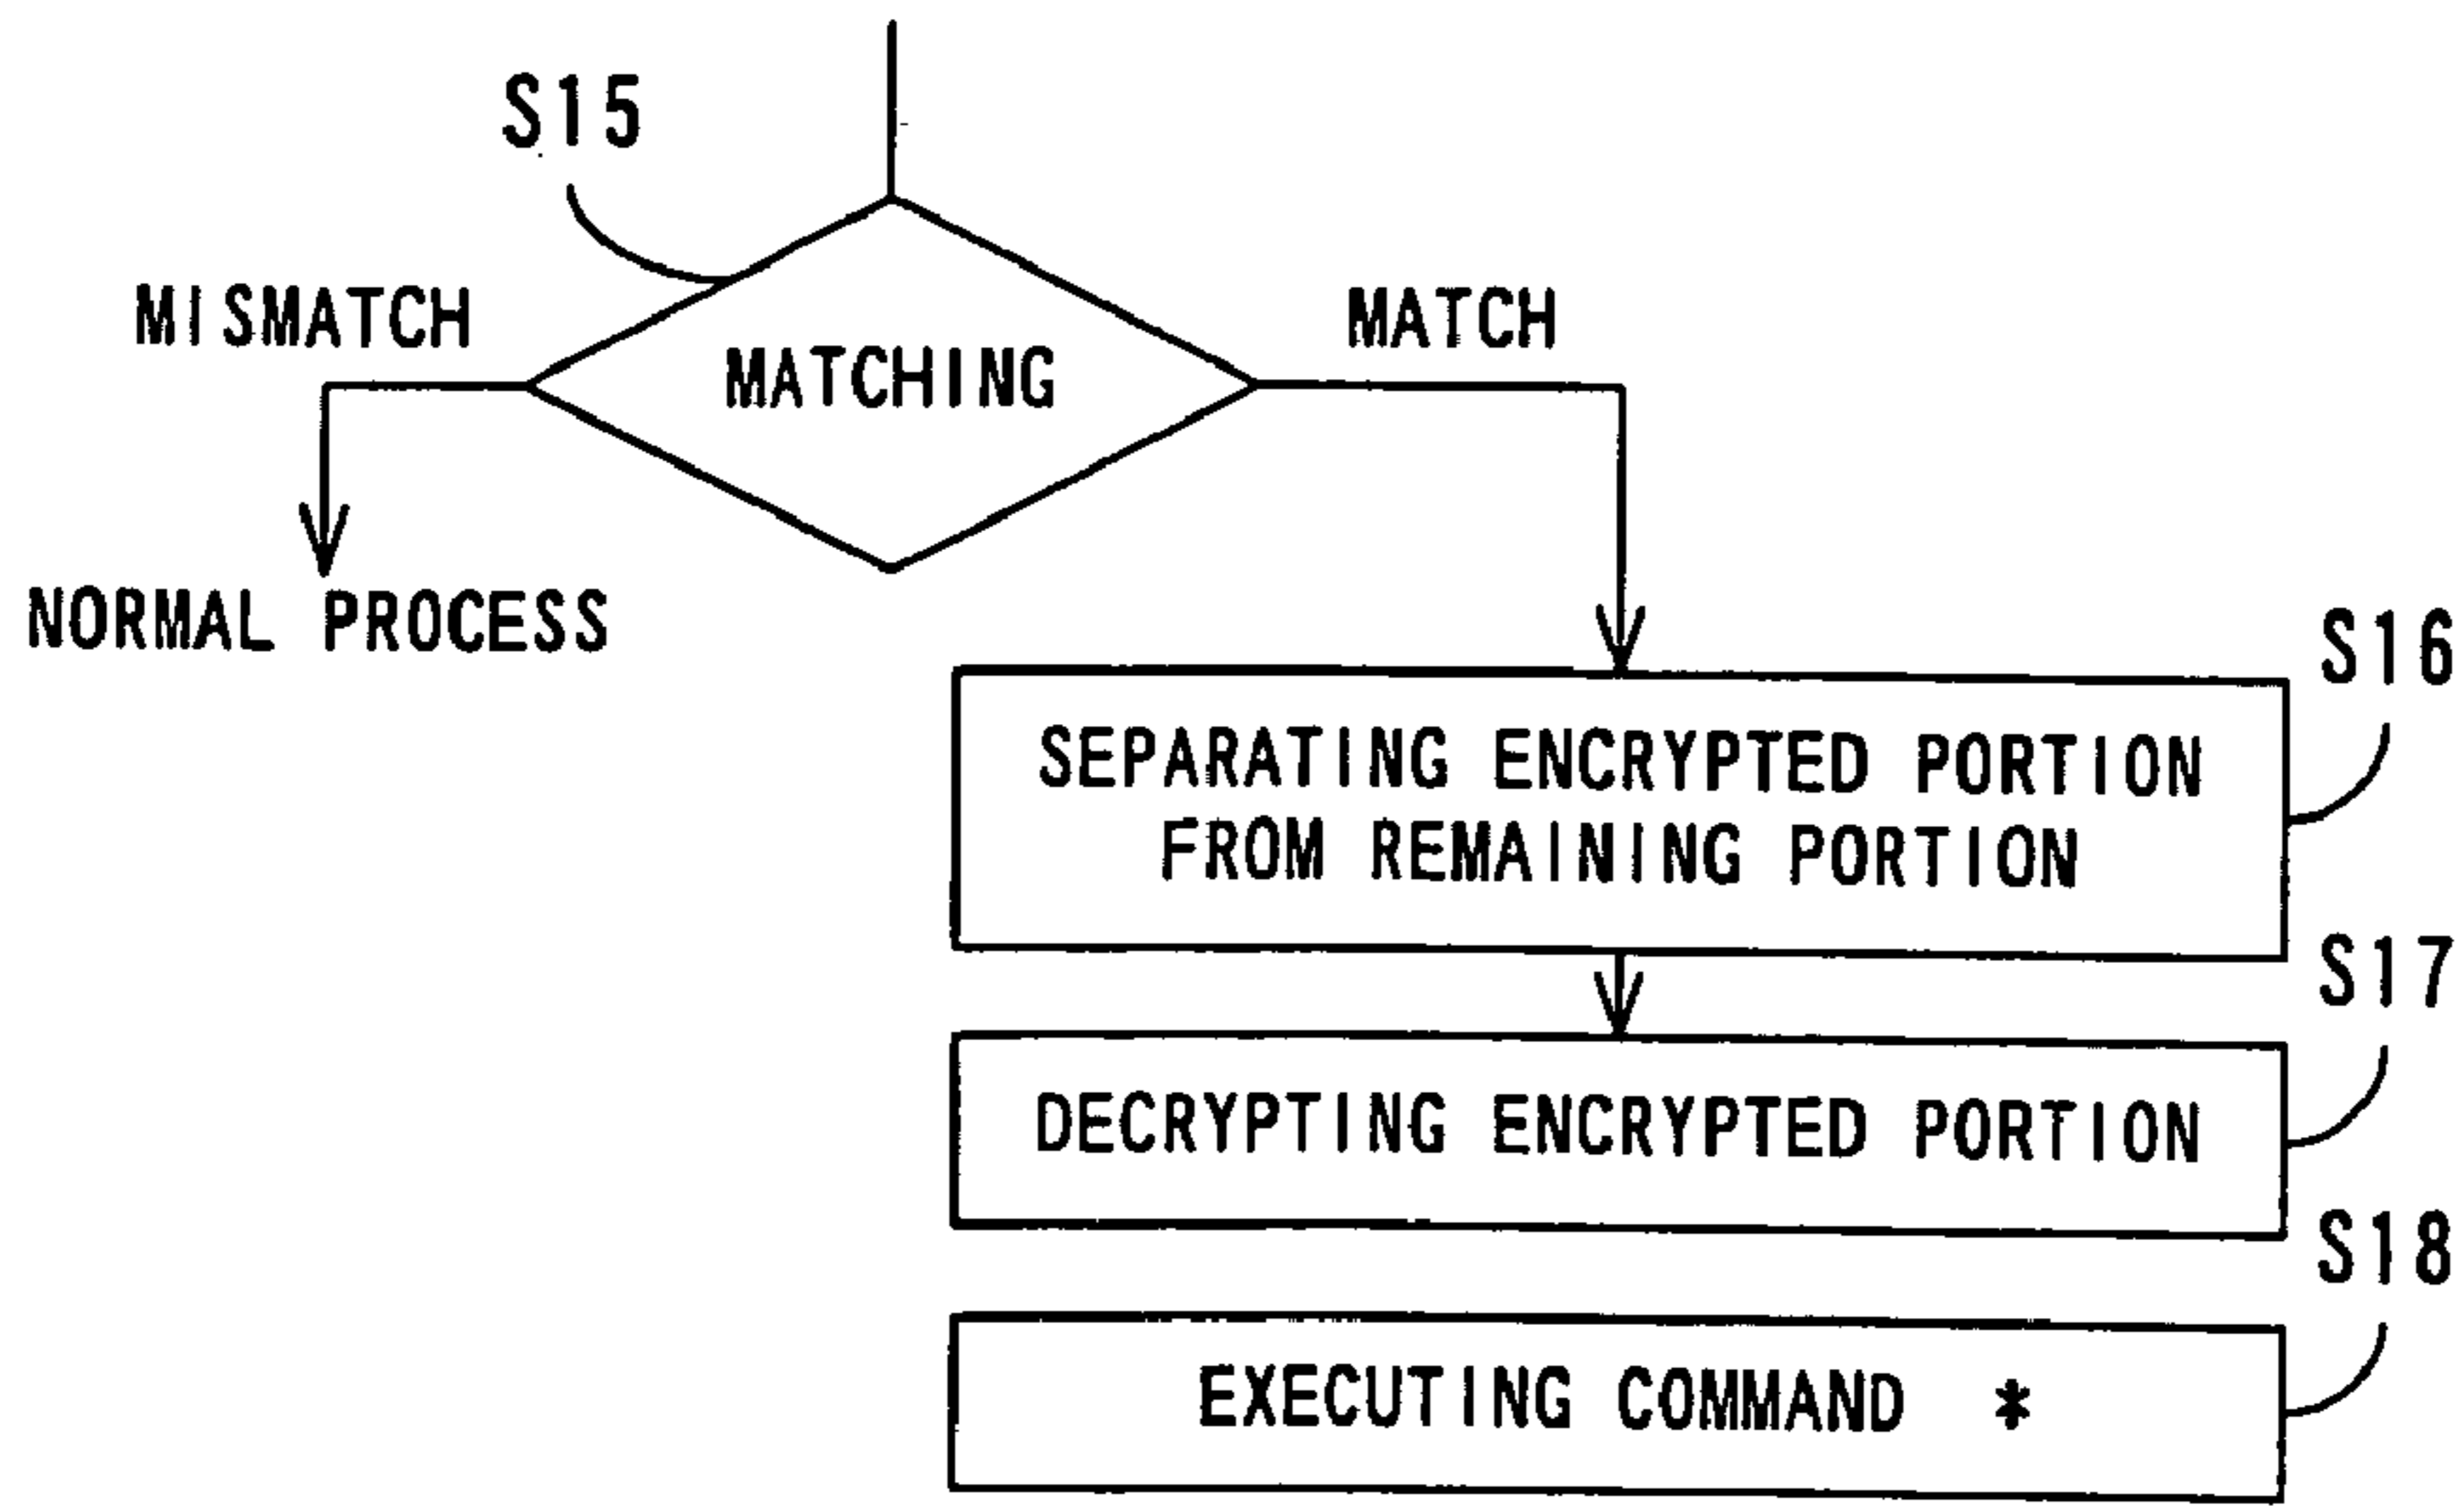 S15
MISMATCH
MATCH
MATCHING
NORMAL PROCESS
S16
SEPARATING ENCRYPTED PORTION
FROM REMAINING PORTION
S17
DECRYPTING ENCRYPTED PORTION
S18
EXECUTING COMMAND *